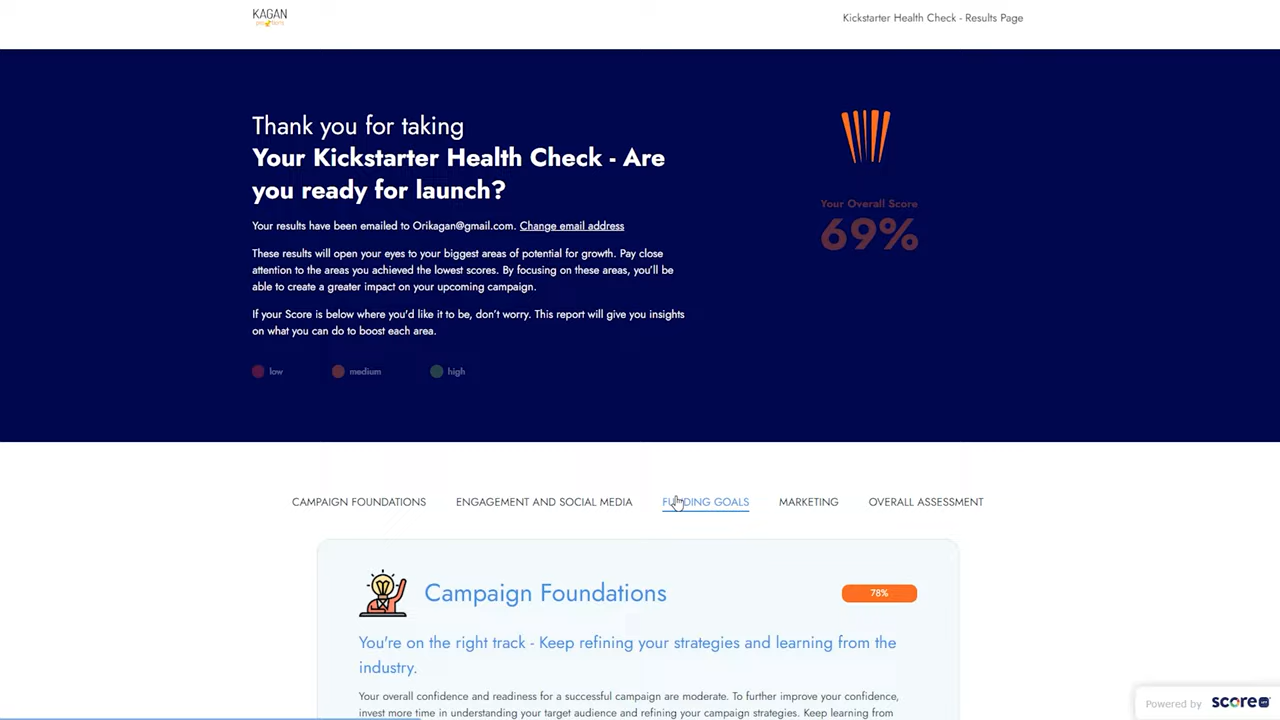 KAGAN
Kickstarter Health Check - Results Page
Thank you for taking
Your Kickstarter Health Check - Are
you ready for launch?
Your results have been emailed to Orikagan@gmail.com. Change email address
These results will open your eyes to your biggest areas of potential for growth. Pay close
attention to the areas you achieved the lowest scores. By focusing on these areas, you'll be
able to create a greater impact on your upcoming campaign.
If your Score is below where you'd like it to be, don't worry. This report will give you insights
on what you can do to boost each area.
low
medium
high
Your Overall Score
69%
CAMPAIGN FOUNDATIONS
ENGAGEMENT AND SOCIAL MEDIA
FUNDING GOALS
MARKETING
OVERALL ASSESSMENT
Campaign Foundations
78%
You're on the right track - Keep refining your strategies and learning from the
industry.
Your overall confidence and readiness for a successful campaign are moderate. To further improve your confidence,
invest more time in understanding your target audience and refining your campaign strategies. Keep learning from
Powered by
score